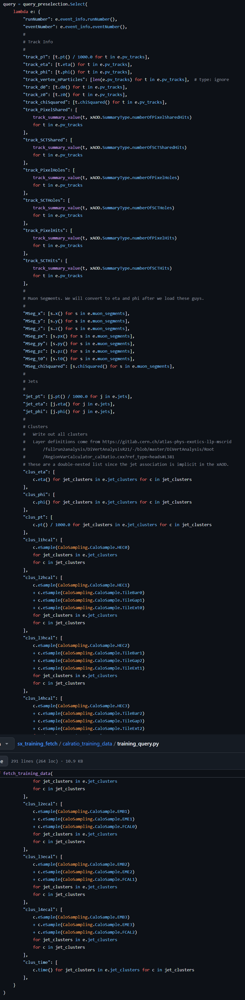 query = query_preselection.Select(
    lambda e: {
        "runNumber": e.event_info.runNumber(),
        "eventNumber": e.event_info.eventNumber(),
        #
        # Track Info
        #
        "track_pT": [t.pt() / 1000.0 for t in e.pv_tracks],
        "track_eta": [t.eta() for t in e.pv_tracks],
        "track_phi": [t.phi() for t in e.pv_tracks],
        "track_vertex_nParticles": [len(e.pv_tracks) for t in e.pv_tracks],  # type: ignore
        "track_d0": [t.d0() for t in e.pv_tracks],
        "track_z0": [t.z0() for t in e.pv_tracks],
        "track_chiSquared": [t.chiSquared() for t in e.pv_tracks],
        "track_PixelShared": [
            track_summary_value(t, xAOD.SummaryType.numberOfPixelSharedHits)
            for t in e.pv_tracks
        ],
        "track_SCTShared": [
            track_summary_value(t, xAOD.SummaryType.numberOfSCTSharedHits)
            for t in e.pv_tracks
        ],
        "track_PixelHoles": [
            track_summary_value(t, xAOD.SummaryType.numberOfPixelHoles)
            for t in e.pv_tracks
        ],
        "track_SCTHoles": [
            track_summary_value(t, xAOD.SummaryType.numberOfSCTHoles)
            for t in e.pv_tracks
        ],
        "track_PixelHits": [
            track_summary_value(t, xAOD.SummaryType.numberOfPixelHits)
            for t in e.pv_tracks
        ],
        "track_SCTHits": [
            track_summary_value(t, xAOD.SummaryType.numberOfSCTHits)
            for t in e.pv_tracks
        ],
        #
        # Muon Segments. We will convert to eta and phi after we load these guys.
        #
        "MSeg_x": [s.x() for s in e.muon_segments],
        "MSeg_y": [s.y() for s in e.muon_segments],
        "MSeg_z": [s.z() for s in e.muon_segments],
        "MSeg_px": [s.px() for s in e.muon_segments],
        "MSeg_py": [s.py() for s in e.muon_segments],
        "MSeg_pz": [s.pz() for s in e.muon_segments],
        "MSeg_t0": [s.t0() for s in e.muon_segments],
        "MSeg_chiSquared": [s.chiSquared() for s in e.muon_segments],
        #
        # Jets
        #
        "jet_pt": [j.pt() / 1000.0 for j in e.jets],
        "jet_eta": [j.eta() for j in e.jets],
        "jet_phi": [j.phi() for j in e.jets],
        #
        # Clusters
        #   Write out all clusters
        #   Layer definitions come from https://gitlab.cern.ch/atlas-phys-exotics-llp-mscrid
        #       /fullrun2analysis/DiVertAnalysisR21/-/blob/master/DiVertAnalysis/Root
        #       /RegionVarCalculator_calRatio.cxx?ref_type=heads#L381
        # These are a double-nested list since the jet association is implicit in the xAOD.
        "clus_eta": [
            c.eta() for jet_clusters in e.jet_clusters for c in jet_clusters
        ],
        "clus_phi": [
            c.phi() for jet_clusters in e.jet_clusters for c in jet_clusters
        ],
        "clus_pt": [
            c.pt() / 1000.0 for jet_clusters in e.jet_clusters for c in jet_clusters
        ],
        "clus_l1hcal": [
            c.eSample(CaloSampling.CaloSample.HEC0)
            for jet_clusters in e.jet_clusters
            for c in jet_clusters
        ],
        "clus_l2hcal": [
            c.eSample(CaloSampling.CaloSample.HEC1)
            + c.eSample(CaloSampling.CaloSample.TileBar0)
            + c.eSample(CaloSampling.CaloSample.TileGap1)
            + c.eSample(CaloSampling.CaloSample.TileExt0)
            for jet_clusters in e.jet_clusters
            for c in jet_clusters
        ],
        "clus_l3hcal": [
            c.eSample(CaloSampling.CaloSample.HEC2)
            + c.eSample(CaloSampling.CaloSample.TileBar1)
            + c.eSample(CaloSampling.CaloSample.TileGap2)
            + c.eSample(CaloSampling.CaloSample.TileExt1)
            for jet_clusters in e.jet_clusters
            for c in jet_clusters
        ],
        "clus_l4hcal": [
            c.eSample(CaloSampling.CaloSample.HEC3)
            + c.eSample(CaloSampling.CaloSample.TileBar2)
            + c.eSample(CaloSampling.CaloSample.TileGap3)
            + c.eSample(CaloSampling.CaloSample.TileExt2)
sx_training_fetch / calratio_training_data / training_query.py
291 lines (264 loc) · 10.9 KB
fetch_training_data(
            for jet_clusters in e.jet_clusters
            for c in jet_clusters
        ],
        "clus_l2ecal": [
            c.eSample(CaloSampling.CaloSample.EMB1)
            + c.eSample(CaloSampling.CaloSample.EME1)
            + c.eSample(CaloSampling.CaloSample.FCAL0)
            for jet_clusters in e.jet_clusters
            for c in jet_clusters
        ],
        "clus_l3ecal": [
            c.eSample(CaloSampling.CaloSample.EMB2)
            + c.eSample(CaloSampling.CaloSample.EME2)
            + c.eSample(CaloSampling.CaloSample.FCAL1)
            for jet_clusters in e.jet_clusters
            for c in jet_clusters
        ],
        "clus_l4ecal": [
            c.eSample(CaloSampling.CaloSample.EMB3)
            + c.eSample(CaloSampling.CaloSample.EME3)
            + c.eSample(CaloSampling.CaloSample.FCAL2)
            for jet_clusters in e.jet_clusters
            for c in jet_clusters
        ],
        "clus_time": [
            c.time() for jet_clusters in e.jet_clusters for c in jet_clusters
        ],
    }
)